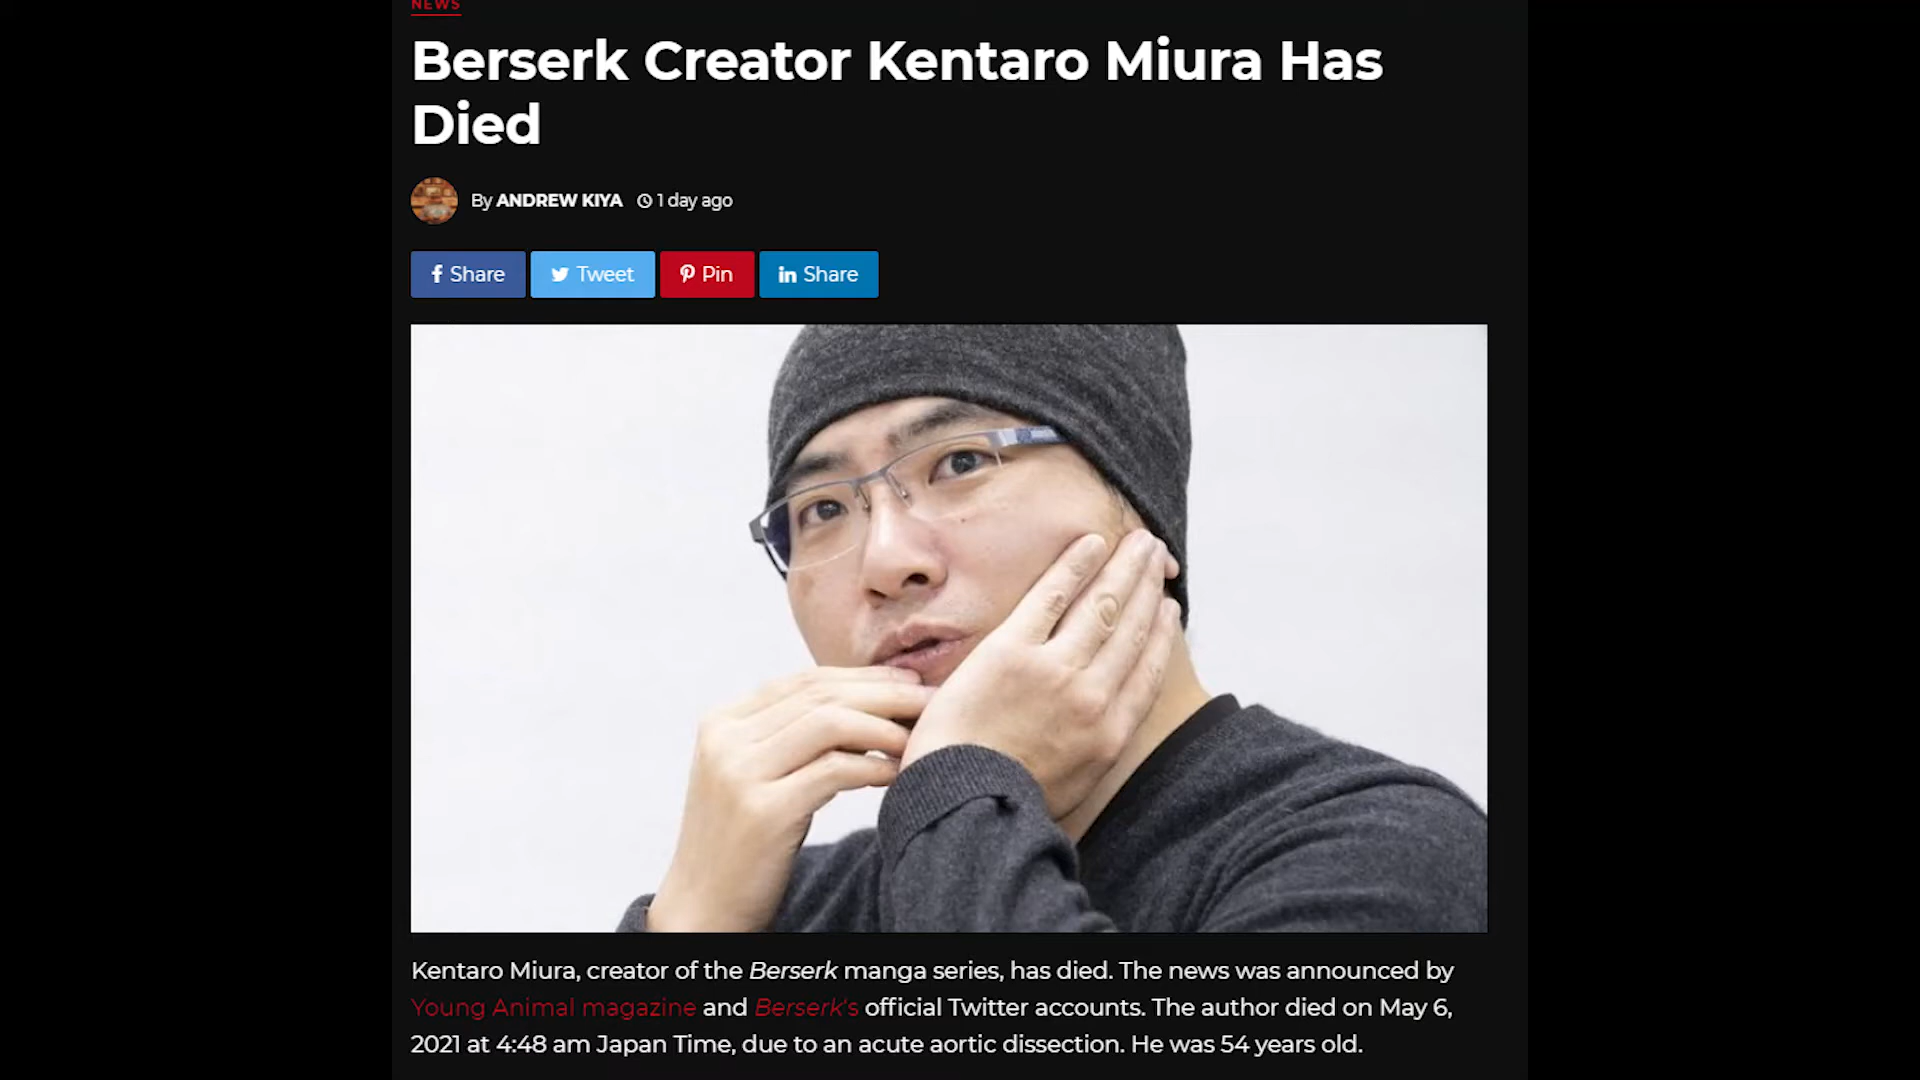 NEWS
Berserk Creator Kentaro Miura Has
Died
By ANDREW KIYA 1 day ago
Share Tweet Pin Share
Kentaro Miura, creator of the Berserk manga series, has died. The news was announced by
Young Animal magazine and Berserk's official Twitter accounts. The author died on May 6,
2021 at 4:48 am Japan Time, due to an acute aortic dissection. He was 54 years old.